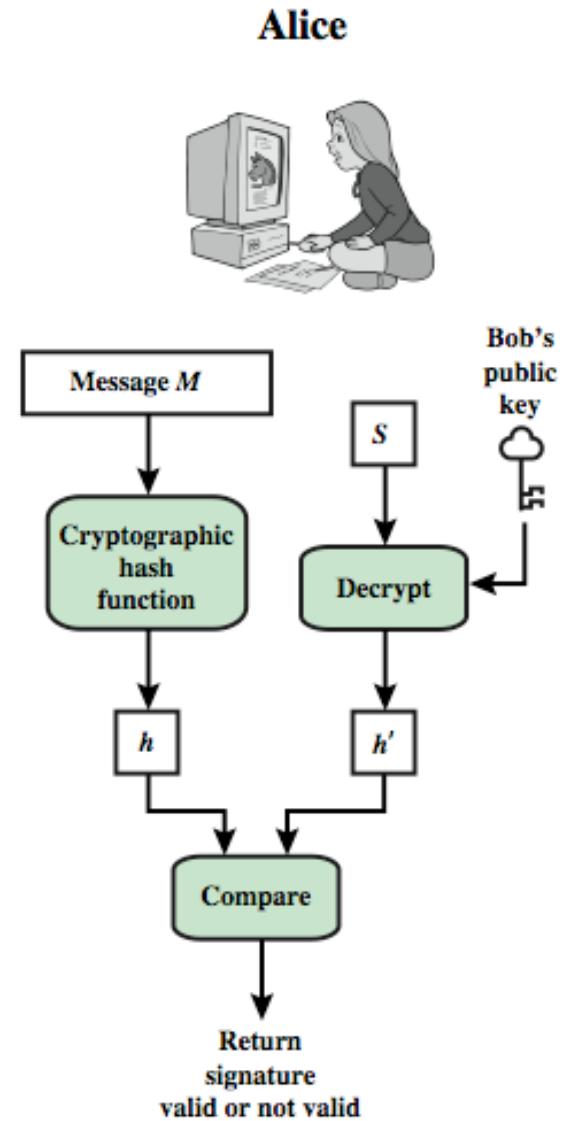 Alice
Message M
Bob's
public
key
S
Cryptographic
hash
function
Decrypt
h
h′
Compare
Return
signature
valid or not valid